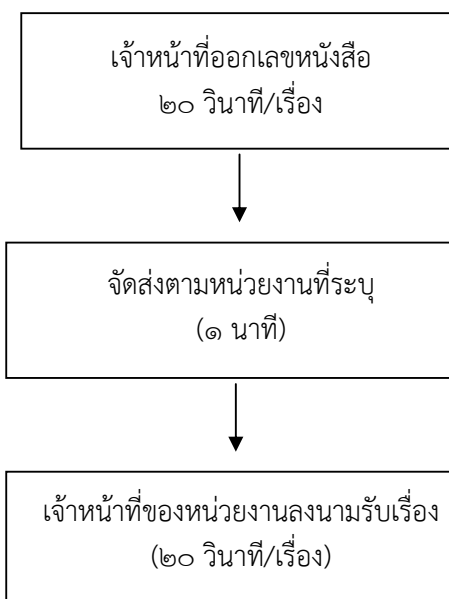 เจ้าหน้าที่ออกเลขหนังสือ
๒๐ วินาที/เรื่อง
จัดส่งตามหน่วยงานที่ระบุ
(๑ นาที)
เจ้าหน้าที่ของหน่วยงานลงนามรับเรื่อง
(๒๐ วินาที/เรื่อง)